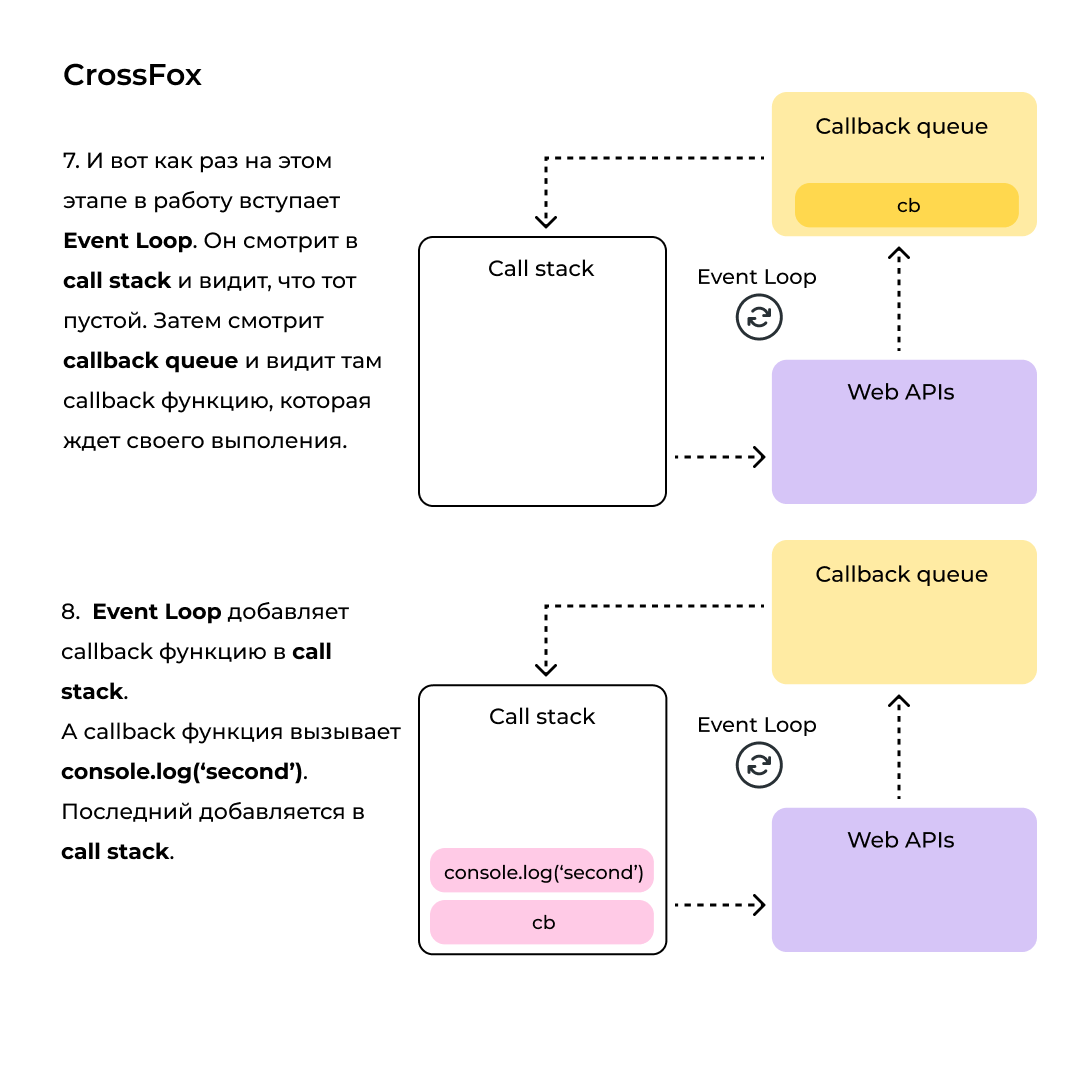 CrossFox
7. И вот как раз на этом
этапе в работу вступает
Event Loop. Он смотрит в
call stack и видит, что тот
пустой. Затем смотрит
callback queue и видит там
callback функцию, которая
ждет своего выполения.
Callback queue
cb
Call stack
Event Loop
Web APIs
8.  Event Loop добавляет
callback функцию в call
stack.
А callback функция вызывает
console.log(‘second’).
Последний добавляется в
call stack.
Callback queue
Call stack
Event Loop
Web APIs
console.log(‘second’)
cb